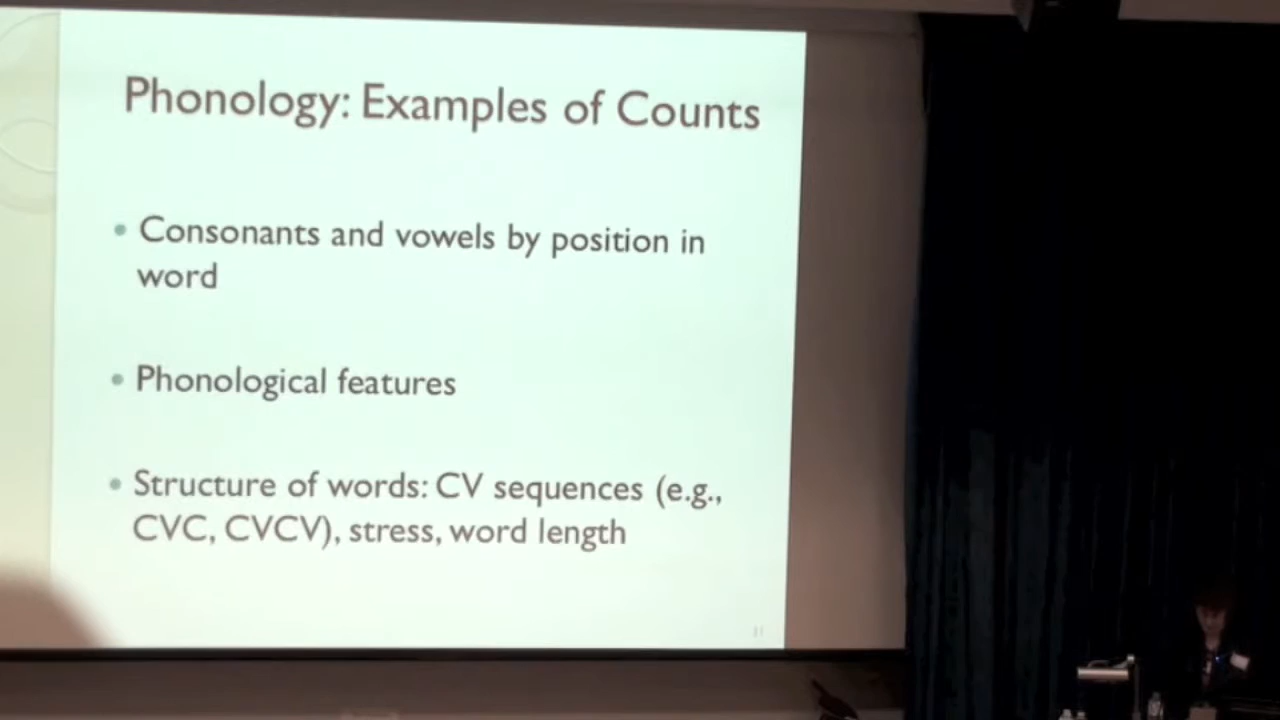 Phonology: Examples of Counts
• Consonants and vowels by position in
word
• Phonological features
• Structure of words: CV sequences (e.g.,
CVC, CVCV), stress, word length